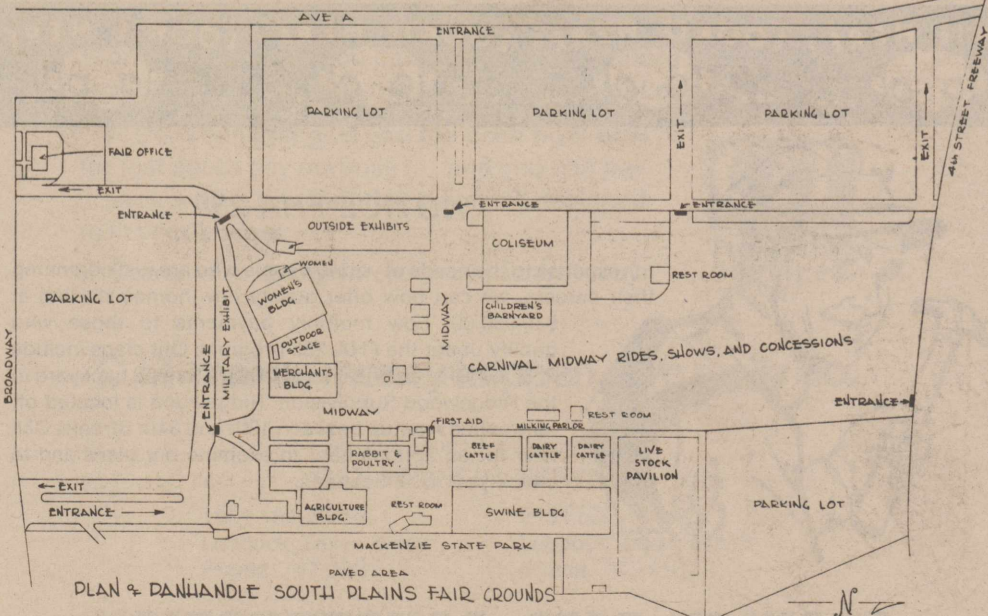 AVE A
ENTRANCE
4th STREET FREEWAY
PARKING LOT
PARKING LOT
PARKING LOT
EXIT
EXIT
FAIR OFFICE
EXIT
ENTRANCE
ENTRANCE
ENTRANCE
OUTSIDE EXHIBITS
COLISEUM
WOMEN
REST ROOM
WOMEN'S
BLDG.
PARKING LOT
CHILDREN'S
BARNYARD
MILITARY EXHIBIT
MIDWAY
OUTDOOR
STAGE
BROADWAY
MERCHANTS
BLDG.
CARNIVAL MIDWAY RIDES, SHOWS, AND CONCESSIONS
ENTRANCE
ENTRANCE
MIDWAY
REST ROOM
FIRST AID
MILKING PARLOR
BEEF
CATTLE
DAIRY
CATTLE
DAIRY
CATTLE
RABBIT &
POULTRY.
LIVE
STOCK
PAVILION
EXIT
ENTRANCE
AGRICULTURE
BLDG.
REST ROOM
SWINE BLDG
PARKING LOT
MACKENZIE STATE PARK
PAVED AREA
PLAN OF PANHANDLE SOUTH PLAINS FAIR GROUNDS
N